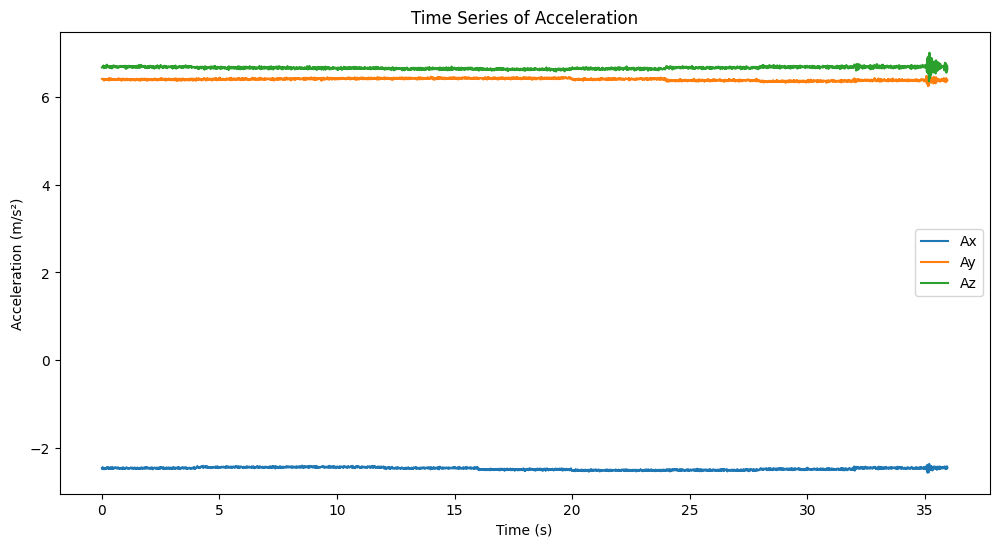 Time Series of Acceleration
Acceleration (m/s²)
6
4
2
0
−2
Ax
Ay
Az
0 5 10 15 20 25 30 35
Time (s)